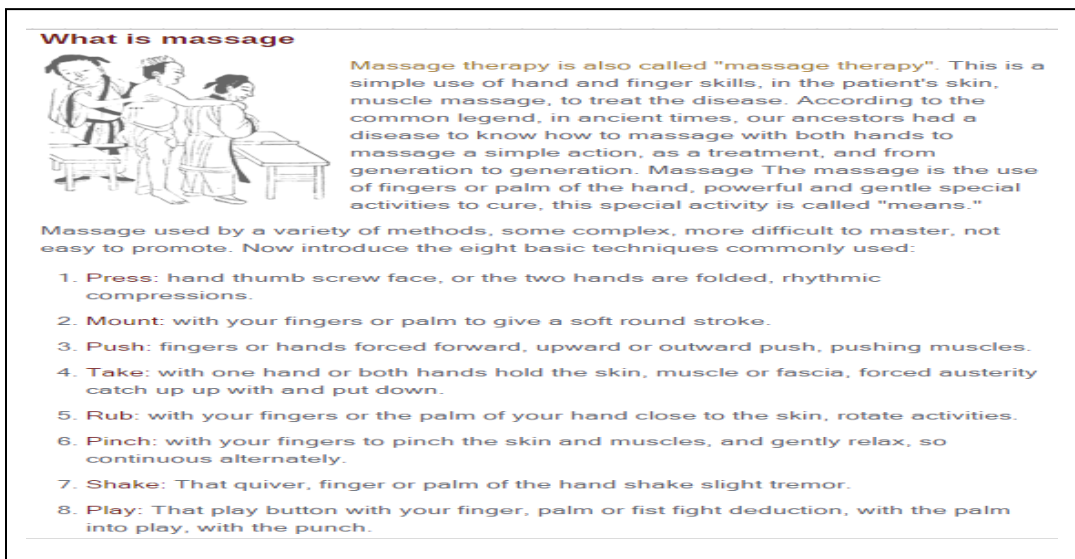 What is massage
Massage therapy is also called "massage therapy". This is a
simple use of hand and finger skills, in the patient's skin,
muscle massage, to treat the disease. According to the
common legend, in ancient times, our ancestors had a
disease to know how to massage with both hands to
massage a simple action, as a treatment, and from
generation to generation. Massage The massage is the use
of fingers or palm of the hand, powerful and gentle special
activities to cure, this special activity is called "means."
Massage used by a variety of methods, some complex, more difficult to master, not
easy to promote. Now introduce the eight basic techniques commonly used:
1. Press: hand thumb screw face, or the two hands are folded, rhythmic
compressions.
2. Mount: with your fingers or palm to give a soft round stroke.
3. Push: fingers or hands forced forward, upward or outward push, pushing muscles.
4. Take: with one hand or both hands hold the skin, muscle or fascia, forced austerity
catch up up with and put down.
5. Rub: with your fingers or the palm of your hand close to the skin, rotate activities.
6. Pinch: with your fingers to pinch the skin and muscles, and gently relax, so
continuous alternately.
7. Shake: That quiver, finger or palm of the hand shake slight tremor.
8. Play: That play button with your finger, palm or fist fight deduction, with the palm
into play, with the punch.